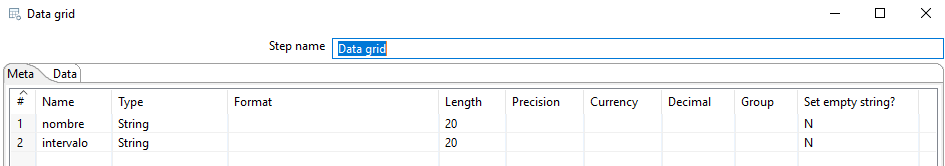 Data grid
Step name Data grid
Meta Data
# Name Type Format Length Precision Currency Decimal Group Set empty string?
1 nombre String 20 N
2 intervalo String 20 N